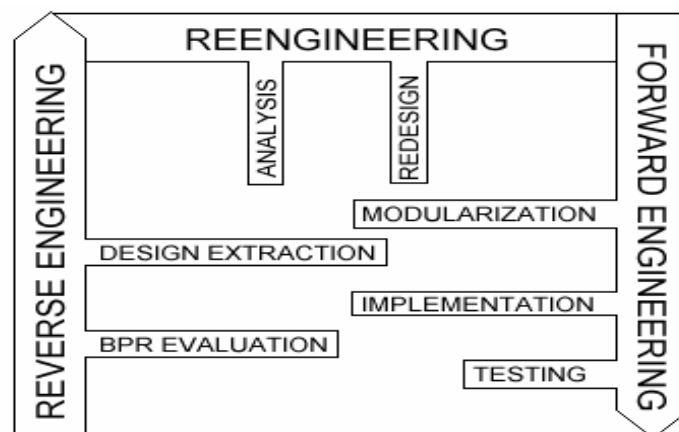 REENGINEERING
REVERSE ENGINEERING
FORWARD ENGINEERING
ANALYSIS
REDESIGN
MODULARIZATION
DESIGN EXTRACTION
IMPLEMENTATION
BPR EVALUATION
TESTING